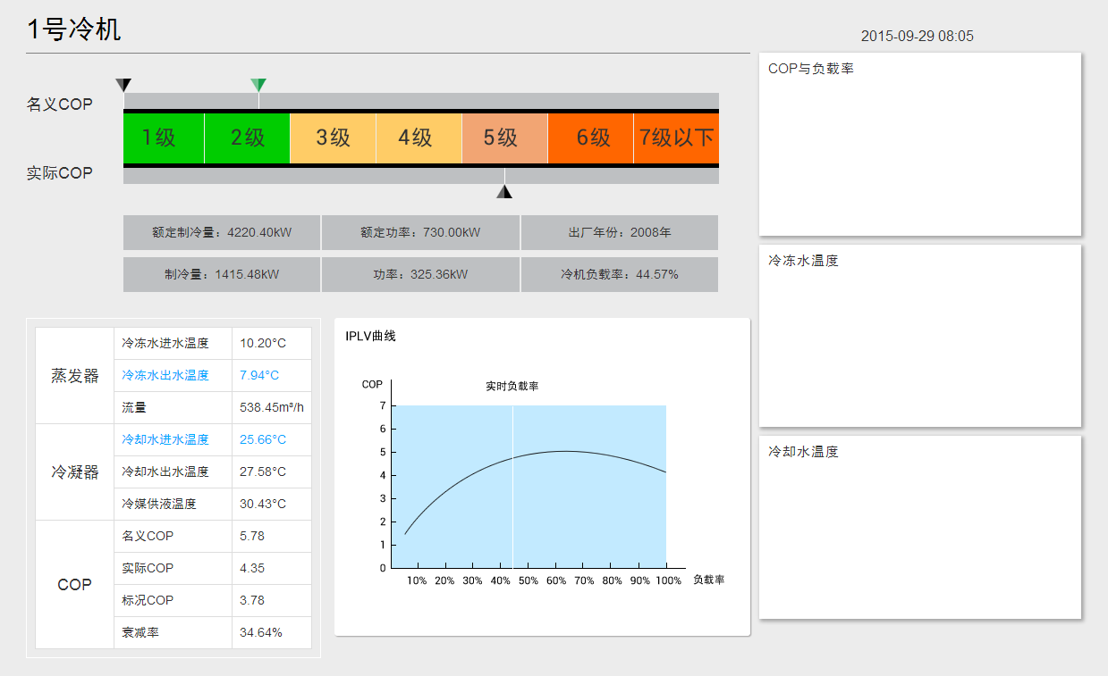 1号冷机
2015-09-29 08:05
名义COP
1级 2级 3级 4级 5级 6级 7级以下
实际COP
额定制冷量：4220.40kW 额定功率：730.00kW 出厂年份：2008年
制冷量：1415.48kW 功率：325.36kW 冷机负载率：44.57%
蒸发器
冷冻水进水温度 10.20°C
冷冻水出水温度 7.94°C
流量 538.45m³/h
冷凝器
冷却水进水温度 25.66°C
冷却水出水温度 27.58°C
冷媒供液温度 30.43°C
COP
名义COP 5.78
实际COP 4.35
标况COP 3.78
衰减率 34.64%
IPLV曲线
COP 实时负载率
7
6
5
4
3
2
1
0
10% 20% 30% 40% 50% 60% 70% 80% 90% 100% 负载率
COP与负载率
冷冻水温度
冷却水温度